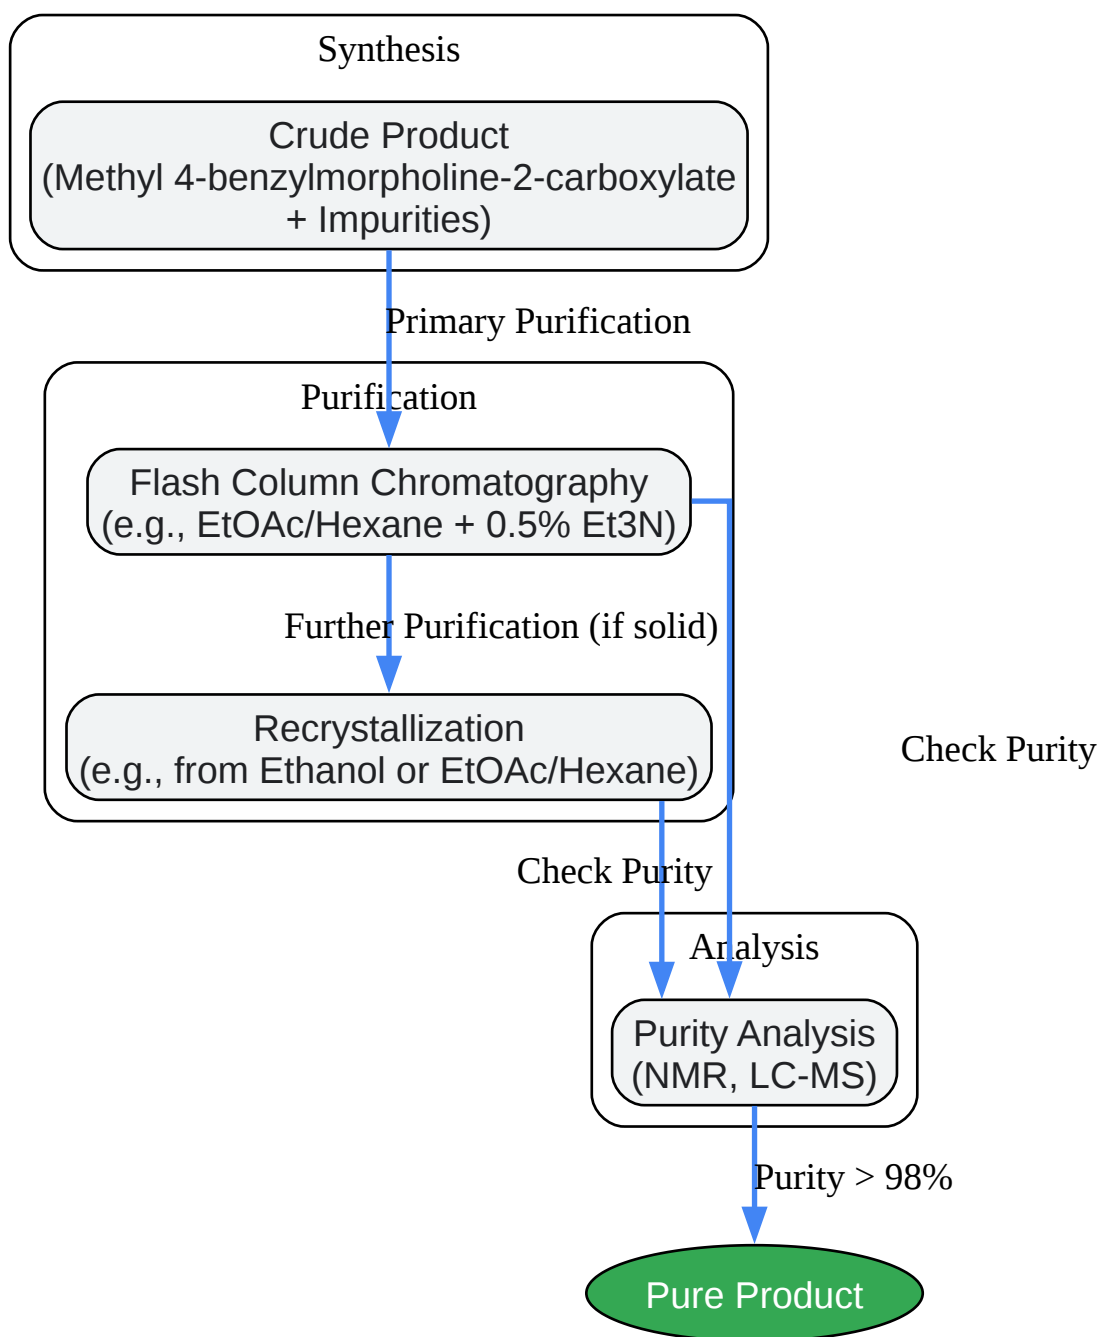 Synthesis
Crude Product
(Methyl 4-benzylmorpholine-2-carboxylate
+ Impurities)
Primary Purification
Purification
Flash Column Chromatography
(e.g., EtOAc/Hexane + 0.5% Et3N)
Further Purification (if solid)
Recrystallization
(e.g., from Ethanol or EtOAc/Hexane)
Check Purity
Check Purity
Analysis
Purity Analysis
(NMR, LC-MS)
Purity > 98%
Pure Product